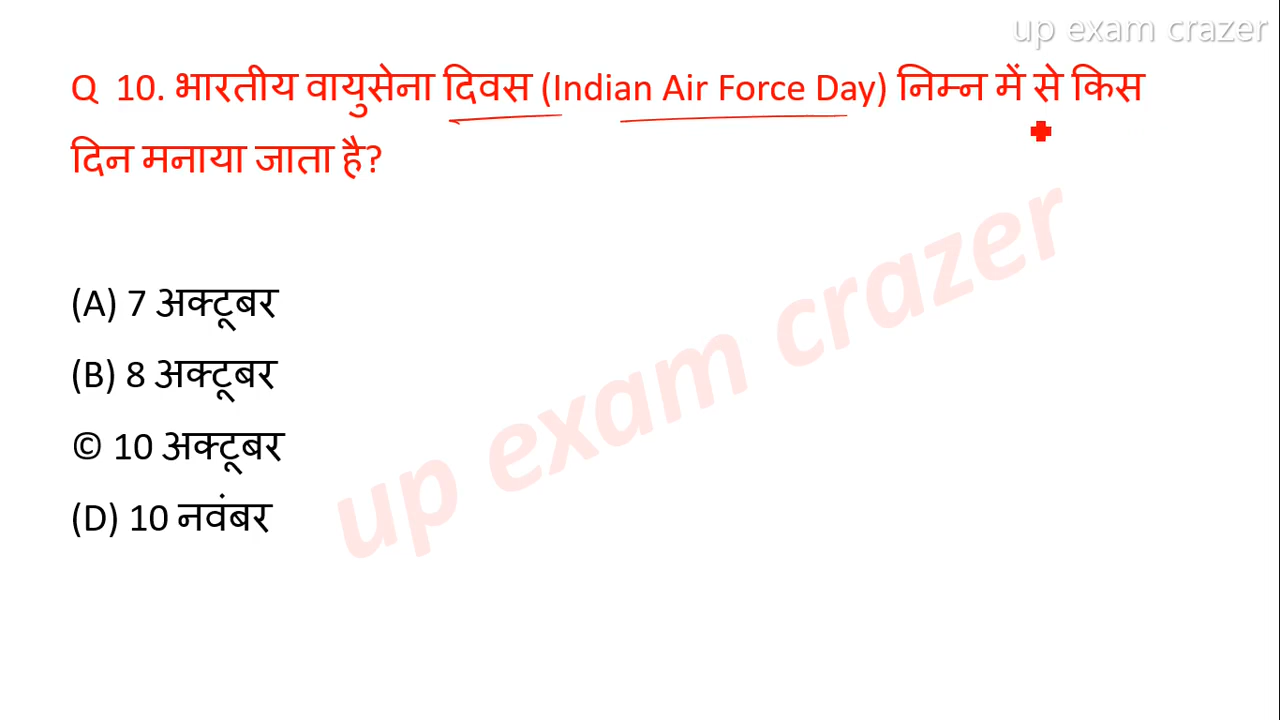 up exam crazer
Q 10. भारतीय वायुसेना दिवस (Indian Air Force Day) निम्न में से किस
दिन मनाया जाता है?
(A) 7 अक्टूबर
(B) 8 अक्टूबर
© 10 अक्टूबर
(D) 10 नवंबर
up exam crazer